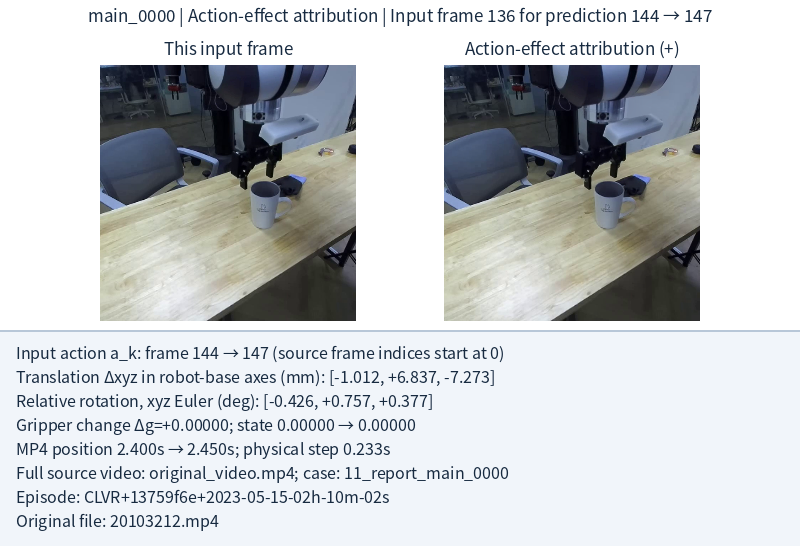 main_0000 | Action-effect attribution | Input frame 136 for prediction 144 → 147
This input frame
Action-effect attribution (+)
Input action a_k: frame 144 → 147 (source frame indices start at 0)
Translation Δxyz in robot-base axes (mm): [-1.012, +6.837, -7.273]
Relative rotation, xyz Euler (deg): [-0.426, +0.757, +0.377]
Gripper change Δg=+0.00000; state 0.00000 → 0.00000
MP4 position 2.400s → 2.450s; physical step 0.233s
Full source video: original_video.mp4; case: 11_report_main_0000
Episode: CLVR+13759f6e+2023-05-15-02h-10m-02s
Original file: 20103212.mp4